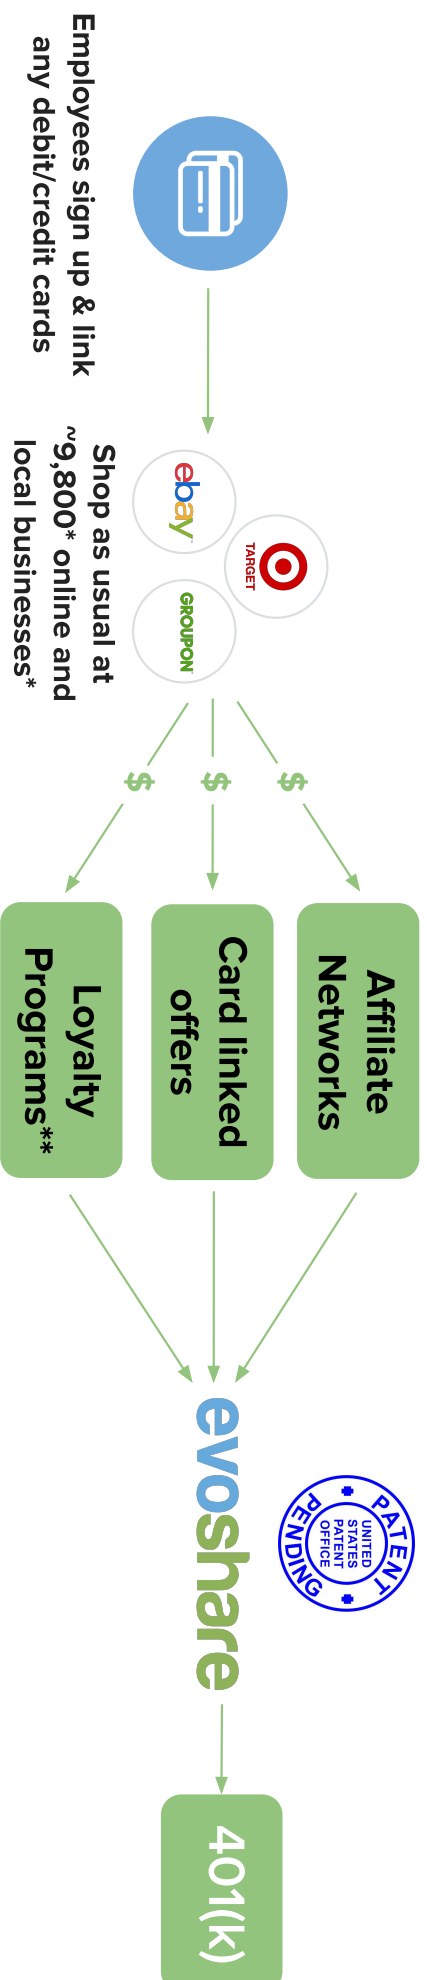 Employees sign up & link
any debit/credit cards
ebay
TARGET
GROUPON
Shop as usual at
~9,800* online and
local businesses*
$
$
$
Affiliate
Networks
Card linked
offers
Loyalty
Programs**
PATENT
UNITED
STATES
PATENT
OFFICE
PENDING
evoshare
401(k)